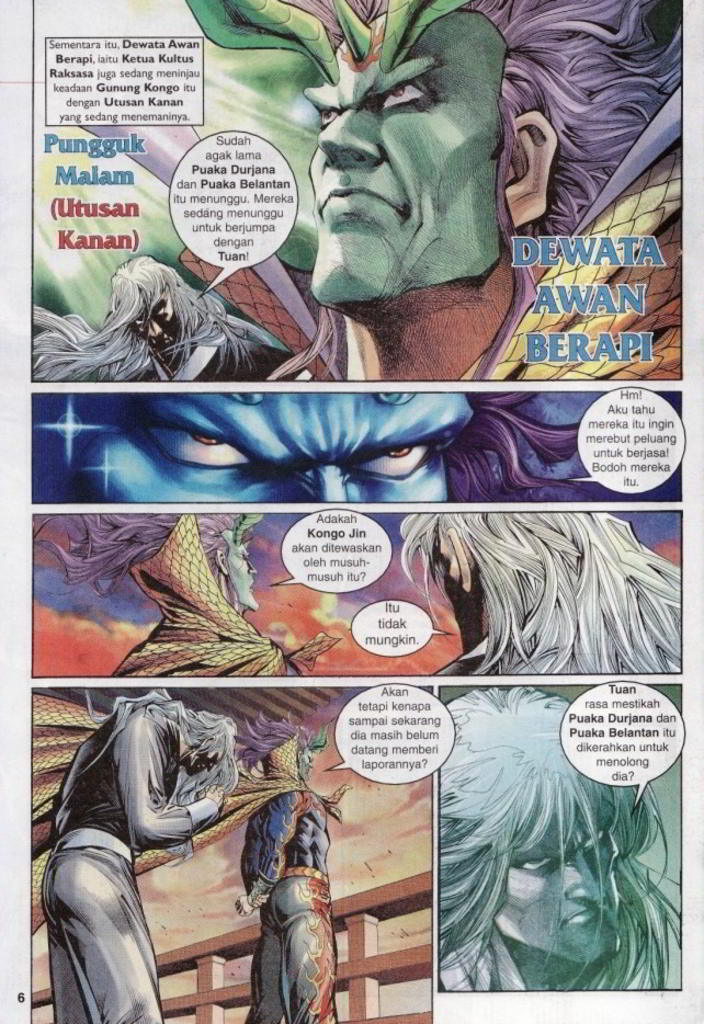 Sementara itu, Dewata Awan
Berapi, iaitu Ketua Kultus
Raksasa juga sedang meninjau
keadaan Gunung Kongo itu
dengan Utusan Kanan
yang sedang menemaninya.
Pungguk
Malam
(Utusan
Kanan)
Sudah
agak lama
Puaka Durjana
dan Puaka Belantan
itu menunggu. Mereka
sedang menunggu
untuk berjumpa
dengan
Tuan!
DEWATA
AWAN
BERAPI
Hm!
Aku tahu
mereka itu ingin
merebut peluang
untuk berjasa!
Bodoh mereka
itu.
Adakah
Kongo Jin
akan ditewaskan
oleh musuh-
musuh itu?
Itu
tidak
mungkin.
Akan
tetapi kenapa
sampai sekarang
dia masih belum
datang memberi
laporannya?
Tuan
rasa mestikah
Puaka Durjana dan
Puaka Belantan itu
dikerahkan untuk
menolong
dia?
6